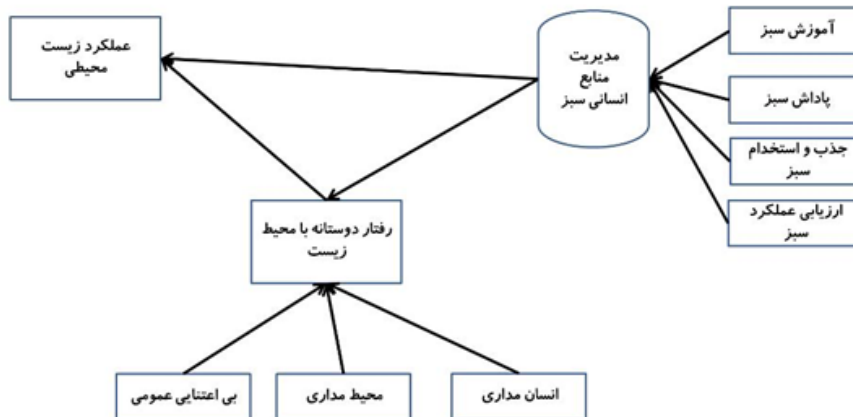 آموزش سبز
پاداش سبز
جذب و استخدام
سبز
ارزیابی عملکرد
سبز
مدیریت
منابع
انسانی سبز
عملکرد زیست
محیطی
رفتار دوستانه با محیط
زیست
انسان مداری
محیط مداری
بی اعتنایی عمومی